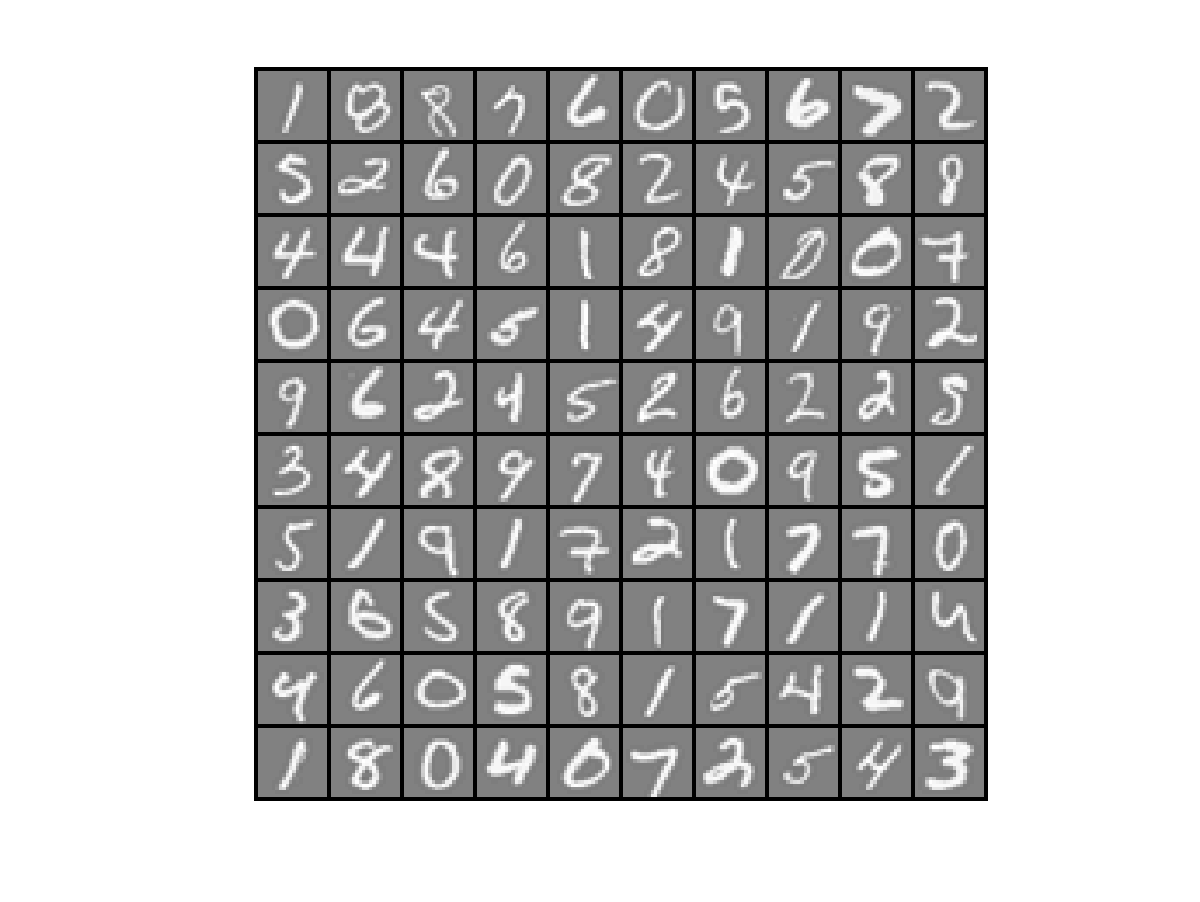 1 8 8 7 6 0 5 6 7 2
5 2 6 0 8 2 4 5 8 8
4 4 4 6 1 8 1 0 0 7
0 6 4 5 1 4 9 1 9 2
9 6 2 4 5 2 6 2 2 5
3 4 8 9 7 4 0 9 5 1
5 1 9 1 7 2 1 7 7 0
3 6 5 8 9 1 7 1 1 4
4 6 0 5 8 1 5 4 2 9
1 8 0 4 0 7 2 5 4 3